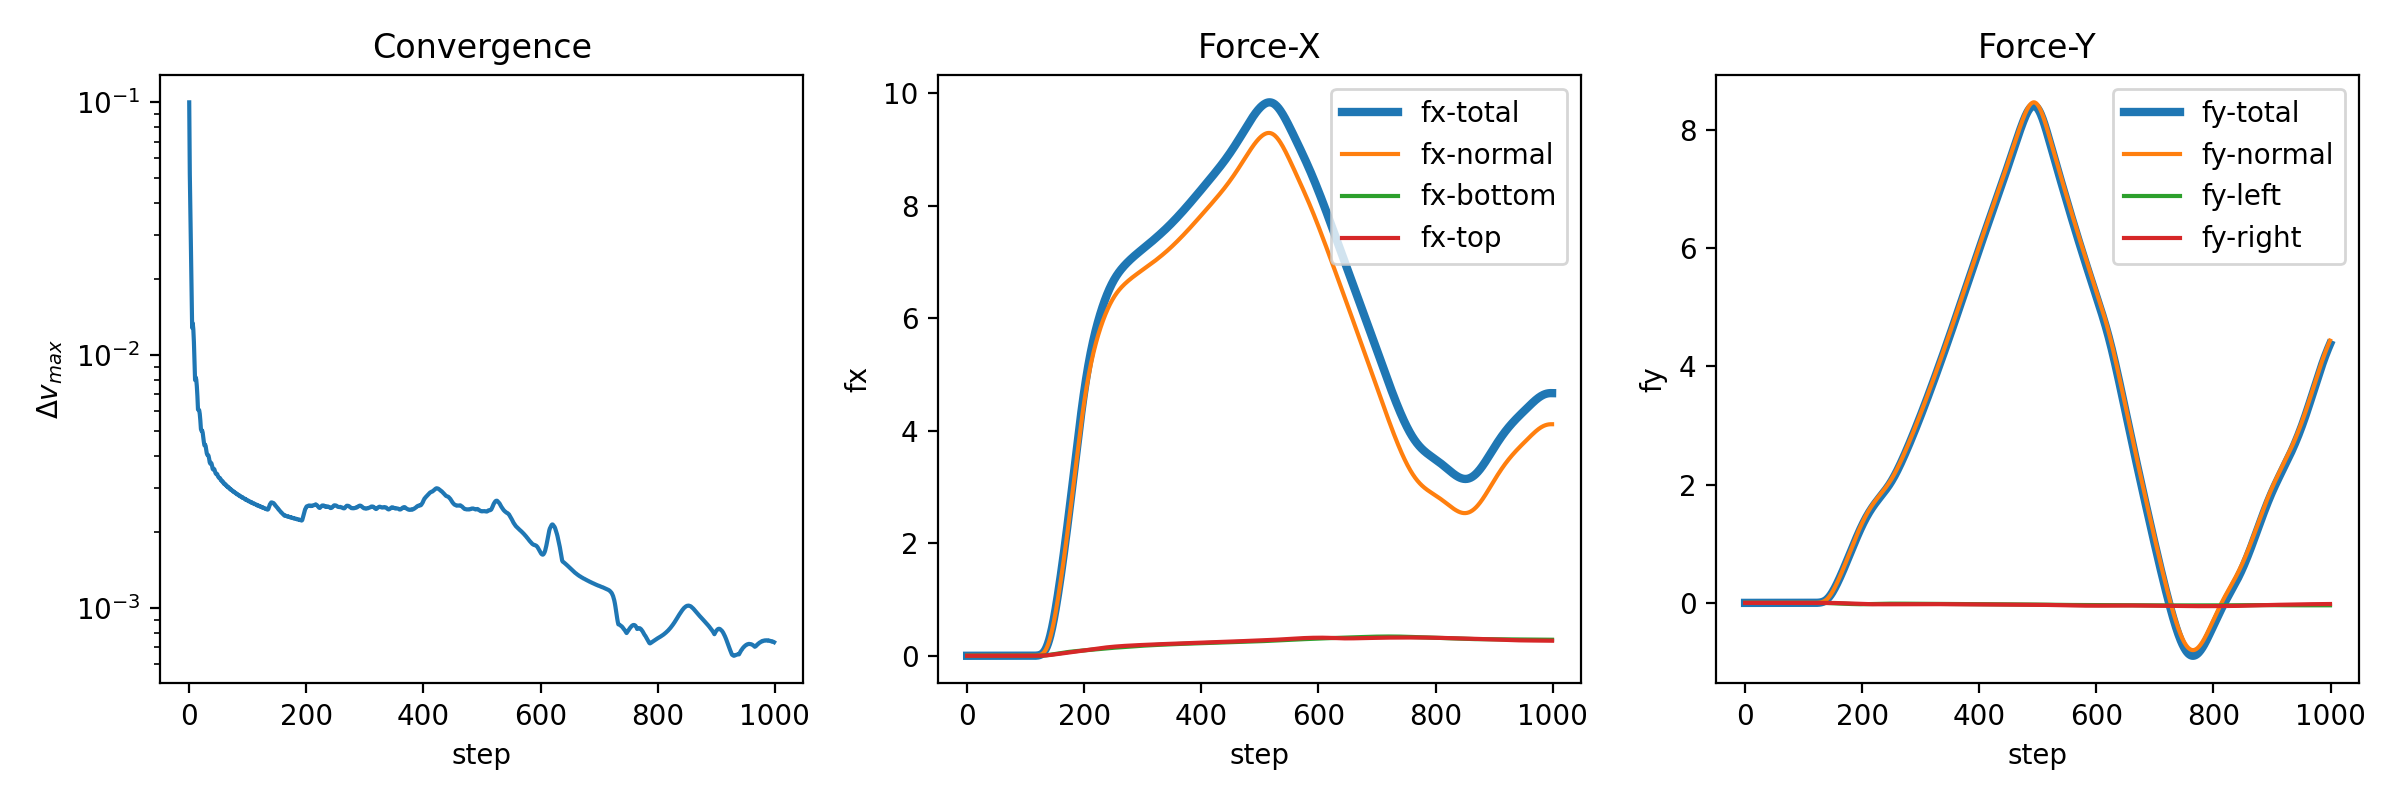 Convergence
Δv_max
10⁻¹
10⁻²
10⁻³
0 200 400 600 800 1000
step
Force-X
fx
10
8
6
4
2
0
fx-total
fx-normal
fx-bottom
fx-top
0 200 400 600 800 1000
step
Force-Y
fy
8
6
4
2
0
fy-total
fy-normal
fy-left
fy-right
0 200 400 600 800 1000
step